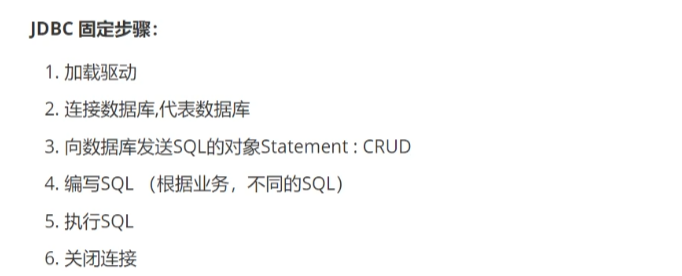 JDBC 固定步骤：
1. 加载驱动
2. 连接数据库,代表数据库
3. 向数据库发送SQL的对象Statement : CRUD
4. 编写SQL （根据业务，不同的SQL）
5. 执行SQL
6. 关闭连接